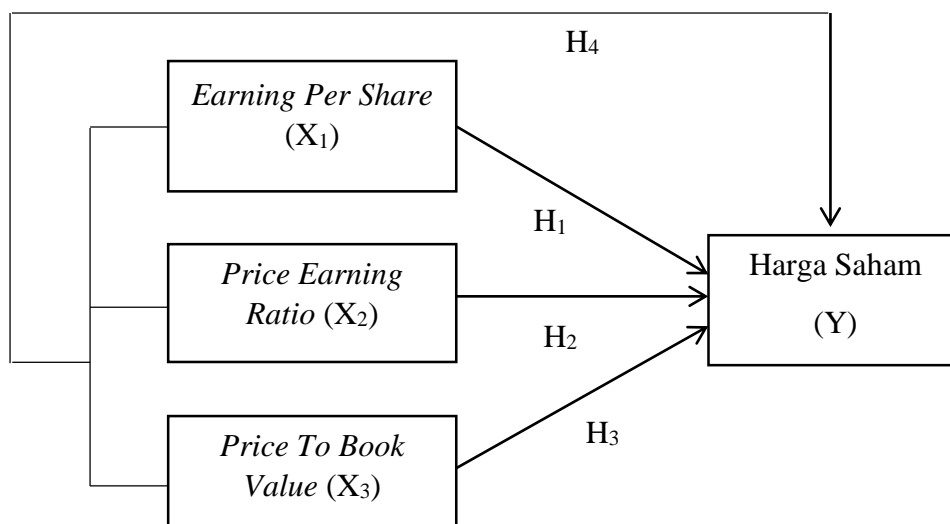 H₄
Earning Per Share
(X₁)
H₁
Price Earning
Ratio (X₂)
H₂
Harga Saham
(Y)
Price To Book
Value (X₃)
H₃